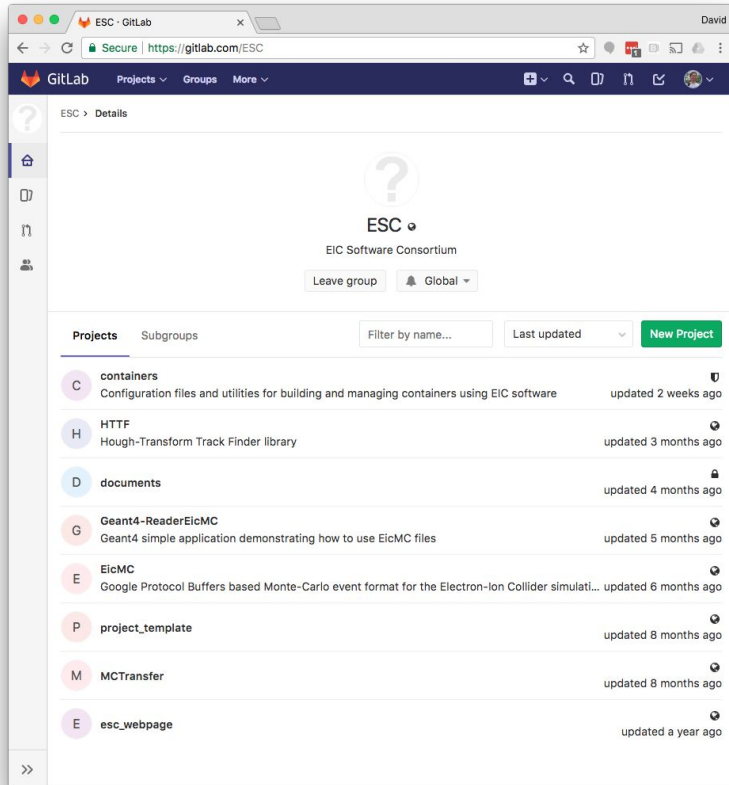 ESC · GitLab
David
Secure | https://gitlab.com/ESC
1
GitLab Projects Groups More
ESC > Details
?
?
ESC
EIC Software Consortium
Leave group Global
Projects Subgroups Filter by name... Last updated New Project
C containers
Configuration files and utilities for building and managing containers using EIC software updated 2 weeks ago
H HTTF
Hough-Transform Track Finder library updated 3 months ago
D documents
updated 4 months ago
G Geant4-ReaderEicMC
Geant4 simple application demonstrating how to use EicMC files updated 5 months ago
E EicMC
Google Protocol Buffers based Monte-Carlo event format for the Electron-Ion Collider simulati... updated 6 months ago
P project_template
updated 8 months ago
M MCTransfer
updated 8 months ago
E esc_webpage
updated a year ago